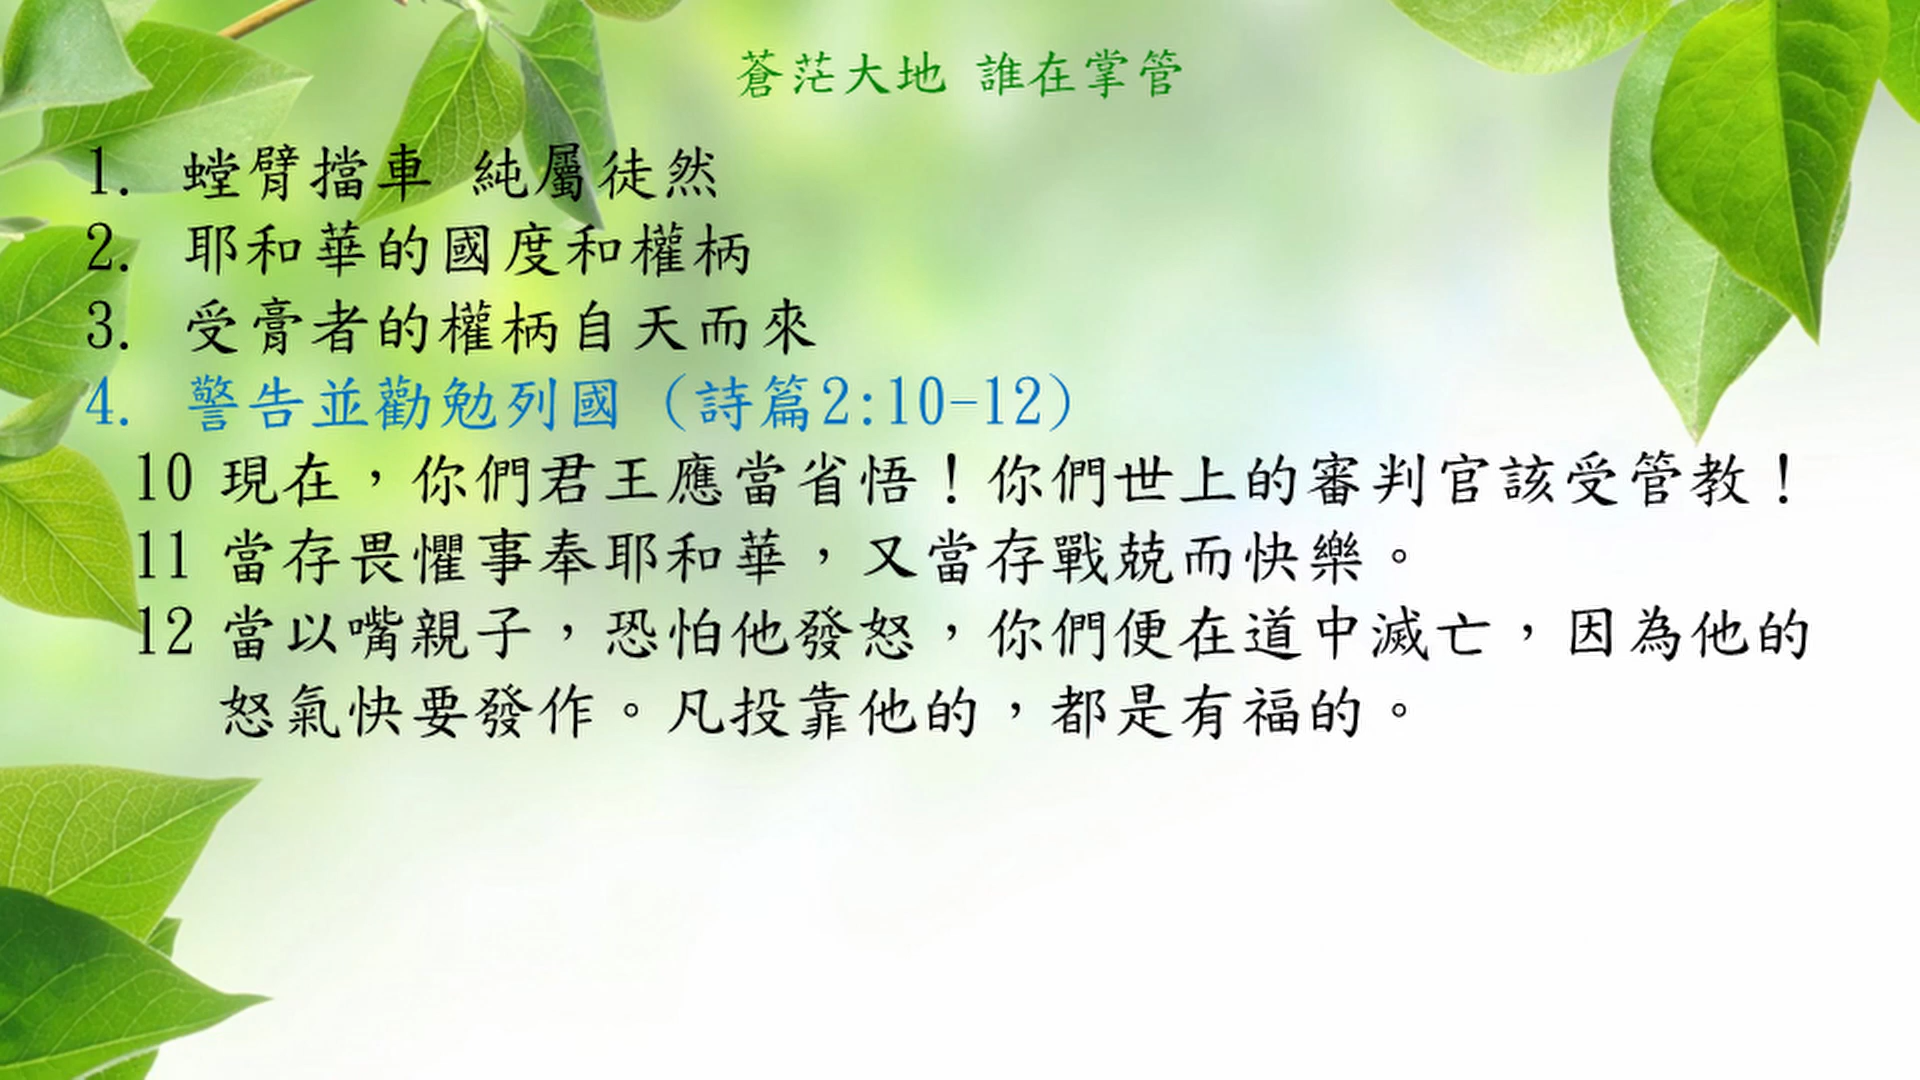 蒼茫大地 誰在掌管
1. 螳臂擋車 純屬徒然
2. 耶和華的國度和權柄
3. 受膏者的權柄自天而來
4. 警告並勸勉列國 (詩篇2:10-12)
10 現在，你們君王應當省悟！你們世上的審判官該受管教！
11 當存畏懼事奉耶和華，又當存戰兢而快樂。
12 當以嘴親子，恐怕他發怒，你們便在道中滅亡，因為他的
怒氣快要發作。凡投靠他的，都是有福的。